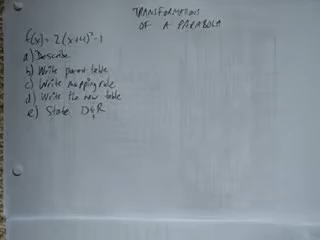 TRANSFORMATIONS
OF A PARABOLA
f(x) = 2(x+4)²-1
a) Describe
b) Write parent table
c) Write mapping rule
d) Write the new table
e) State D & R